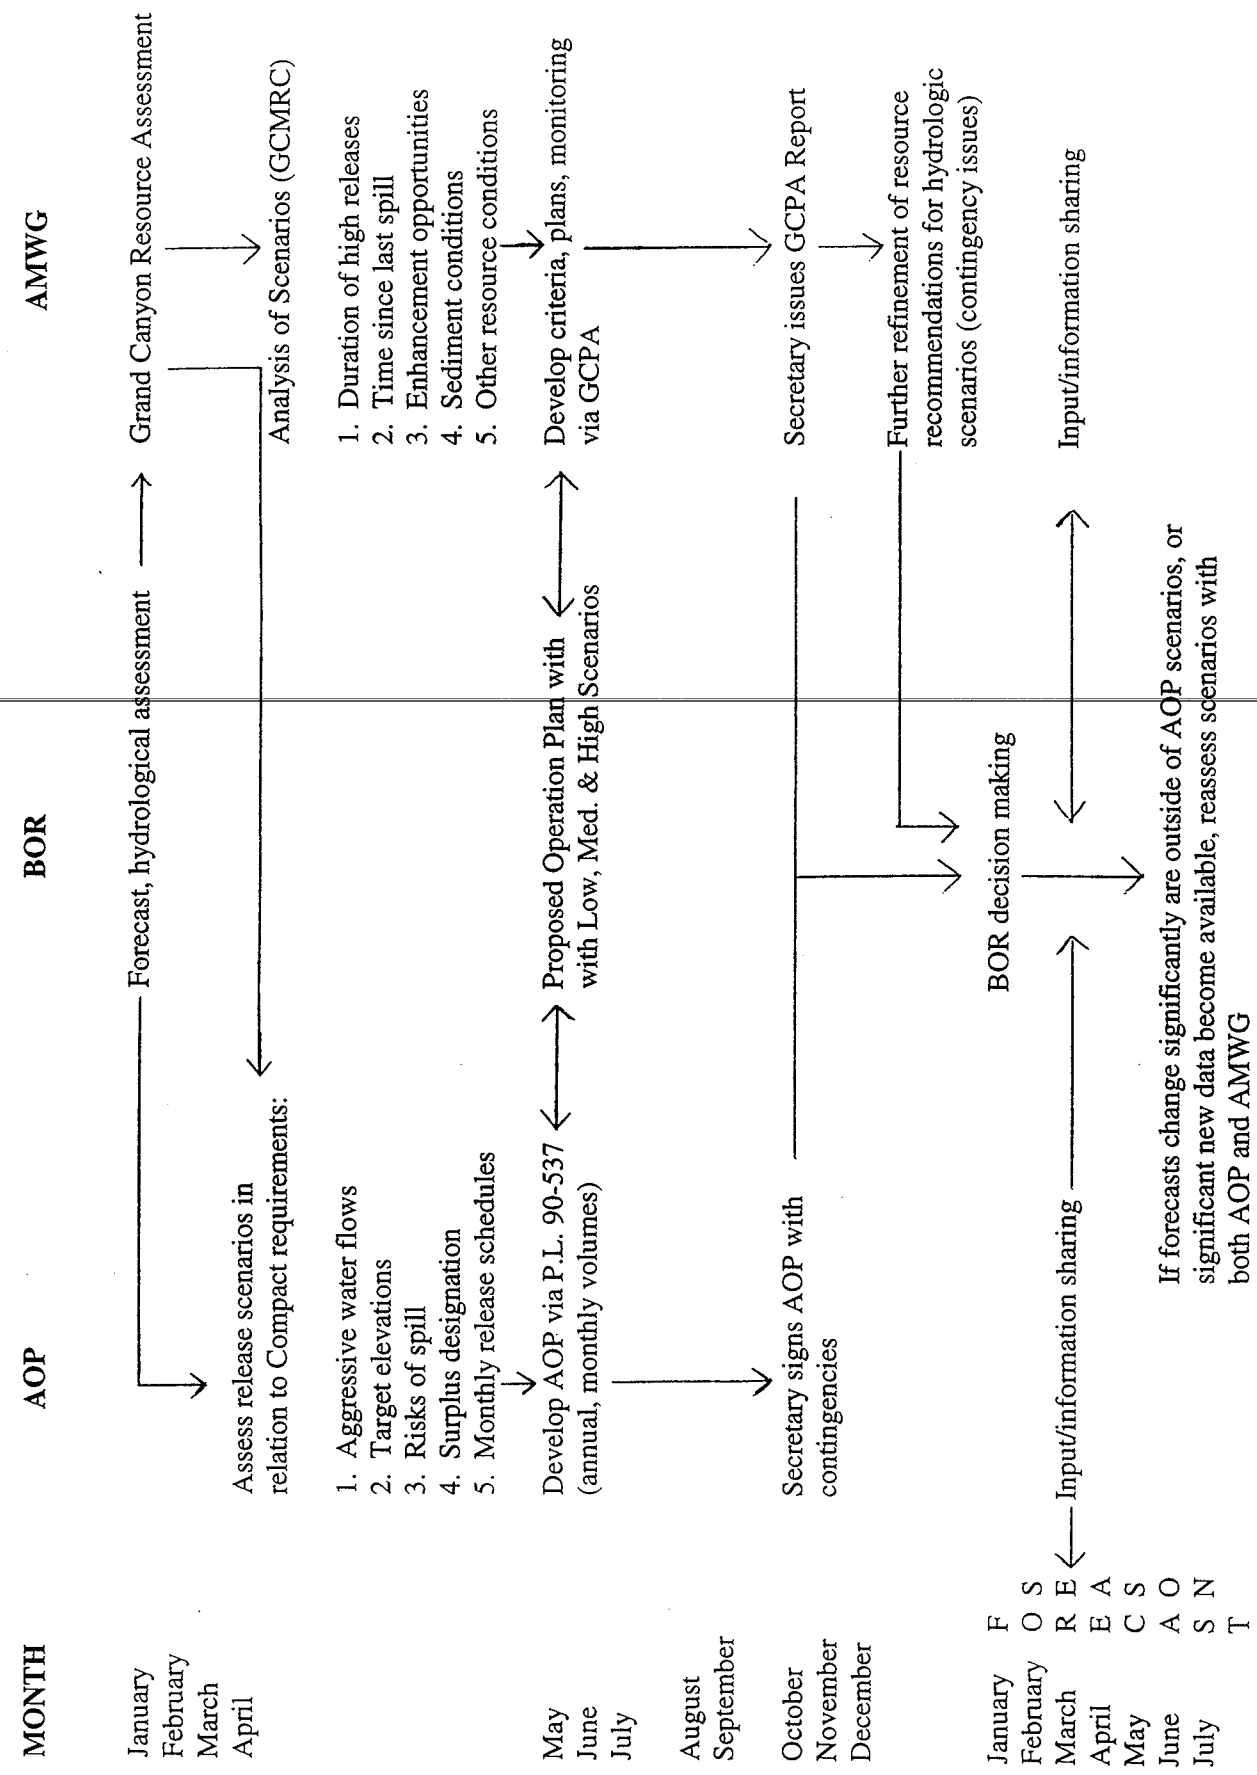 MONTH
AOP
BOR
AMWG
January
February
March
April
Forecast, hydrological assessment
Grand Canyon Resource Assessment
Assess release scenarios in
relation to Compact requirements:
Analysis of Scenarios (GCMRC)
1. Aggressive water flows
2. Target elevations
3. Risks of spill
4. Surplus designation
5. Monthly release schedules
1. Duration of high releases
2. Time since last spill
3. Enhancement opportunities
4. Sediment conditions
5. Other resource conditions
May
June
July
Develop AOP via P.L. 90-537
(annual, monthly volumes)
Proposed Operation Plan with
with Low, Med. & High Scenarios
Develop criteria, plans, monitoring
via GCPA
August
September
October
November
December
Secretary signs AOP with
contingencies
Secretary issues GCPA Report
Further refinement of resource
recommendations for hydrologic
scenarios (contingency issues)
January F
February O S
March R E
April E A
May C S
June A O
July S N
T
BOR decision making
Input/information sharing
Input/information sharing
If forecasts change significantly are outside of AOP scenarios, or
significant new data become available, reassess scenarios with
both AOP and AMWG